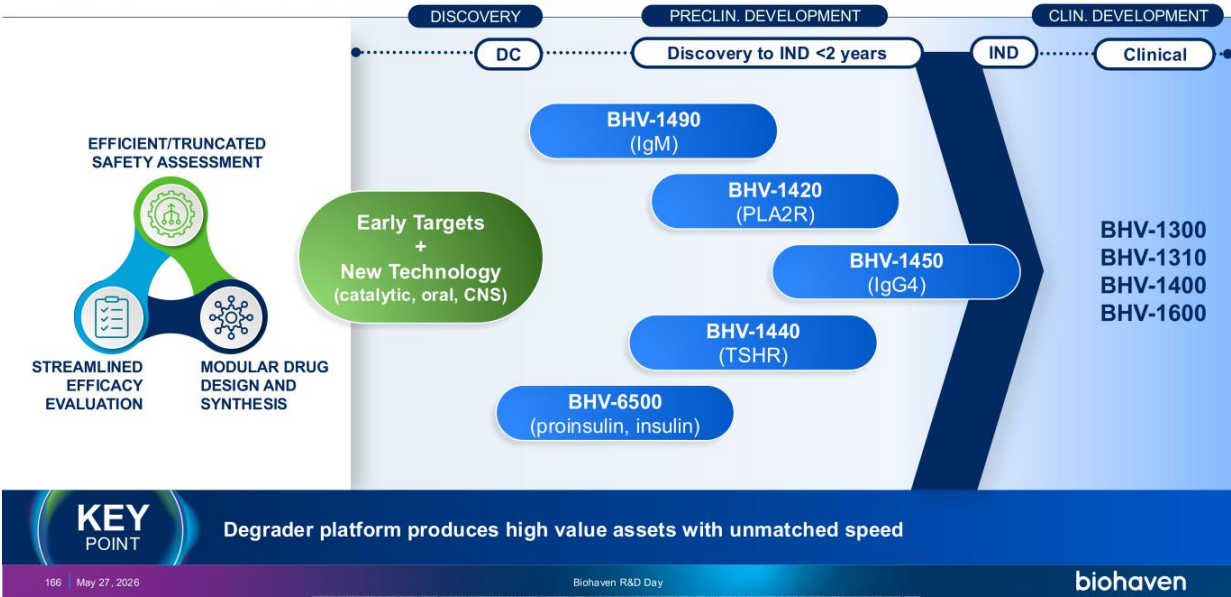 DISCOVERY
PRECLIN. DEVELOPMENT
CLIN. DEVELOPMENT
DC
Discovery to IND <2 years
IND
Clinical
EFFICIENT/TRUNCATED
SAFETY ASSESSMENT
STREAMLINED
EFFICACY
EVALUATION
MODULAR DRUG
DESIGN AND
SYNTHESIS
Early Targets
+
New Technology
(catalytic, oral, CNS)
BHV-1490
(IgM)
BHV-1420
(PLA2R)
BHV-1450
(IgG4)
BHV-1440
(TSHR)
BHV-6500
(proinsulin, insulin)
BHV-1300
BHV-1310
BHV-1400
BHV-1600
KEY
POINT
Degrader platform produces high value assets with unmatched speed
166 | May 27, 2026
Biohaven R&D Day
biohaven